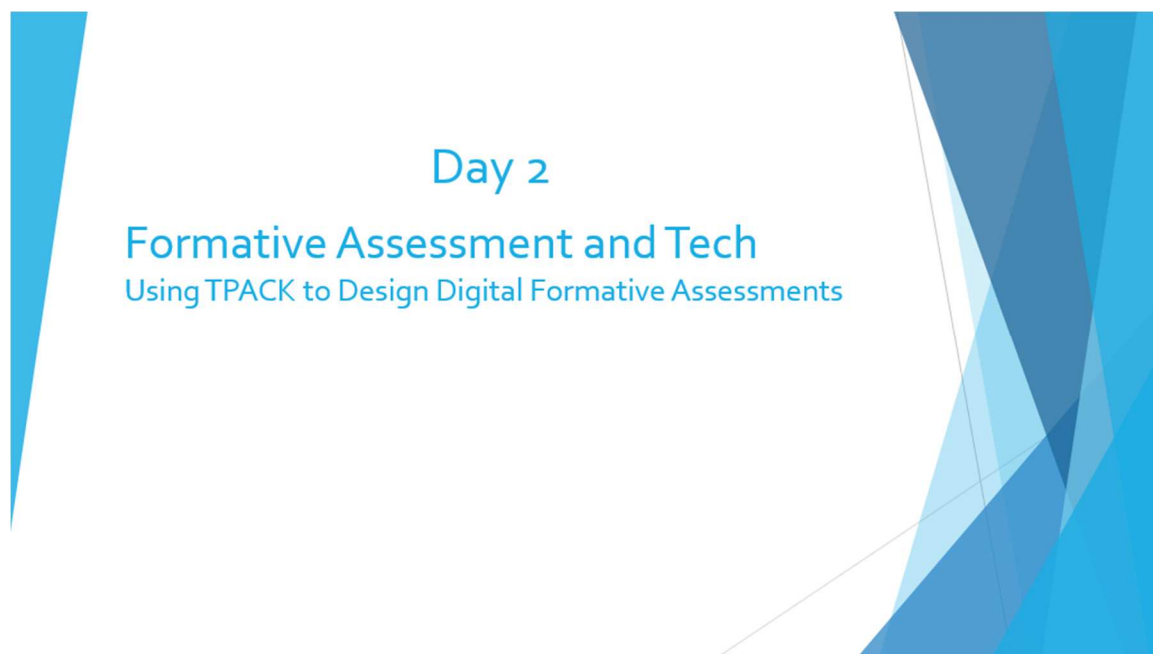 Day 2
Formative Assessment and Tech
Using TPACK to Design Digital Formative Assessments